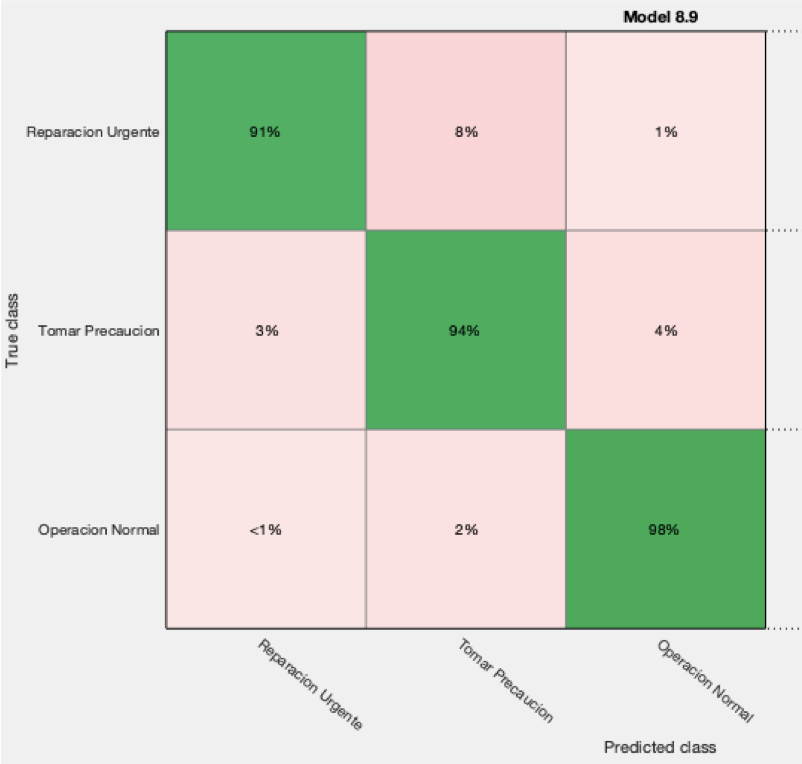 Model 8.9
Reparacion Urgente
91%
8%
1%
Tomar Precaucion
3%
94%
4%
Operacion Normal
<1%
2%
98%
True class
Reparacion Urgente
Tomar Precaucion
Operacion Normal
Predicted class